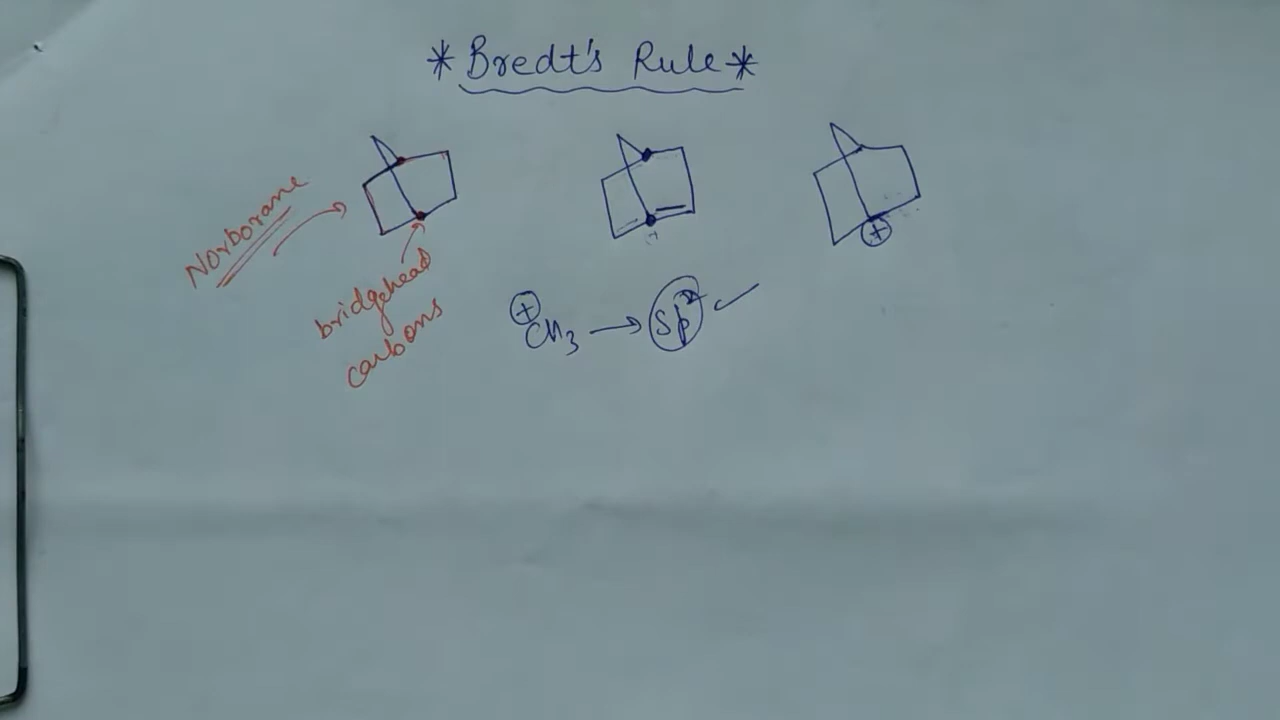 *Bredt's Rule*
Norborane
bridgehead
carbons
⊕
⊕
CH₃ → sp² ✓